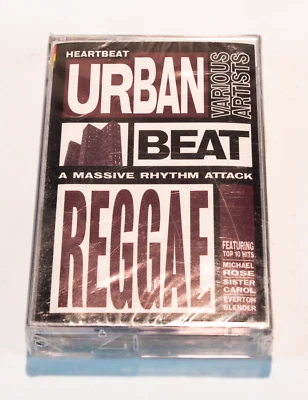 HEARTBEAT
URBAN
VARIOUS
ARTISTS
BEAT
A MASSIVE RHYTHM ATTACK
REGGAE
FEATURING
TOP 10 HITS
MICHAEL
ROSE
SISTER
CAROL
EVERTON
BLENDER